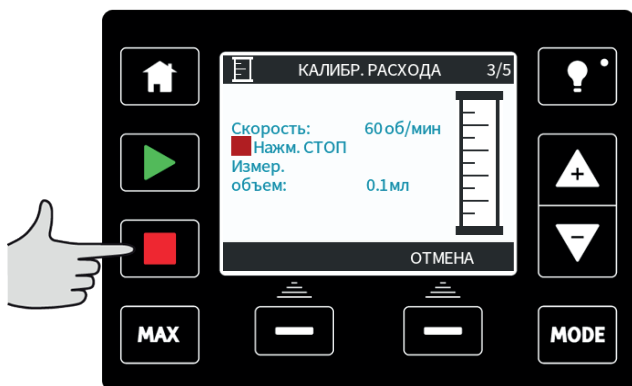 КАЛИБР. РАСХОДА 3/5
Скорость: 60 об/мин
Нажм. СТОП
Измер.
объем: 0.1 мл
ОТМЕНА
MAX
MODE